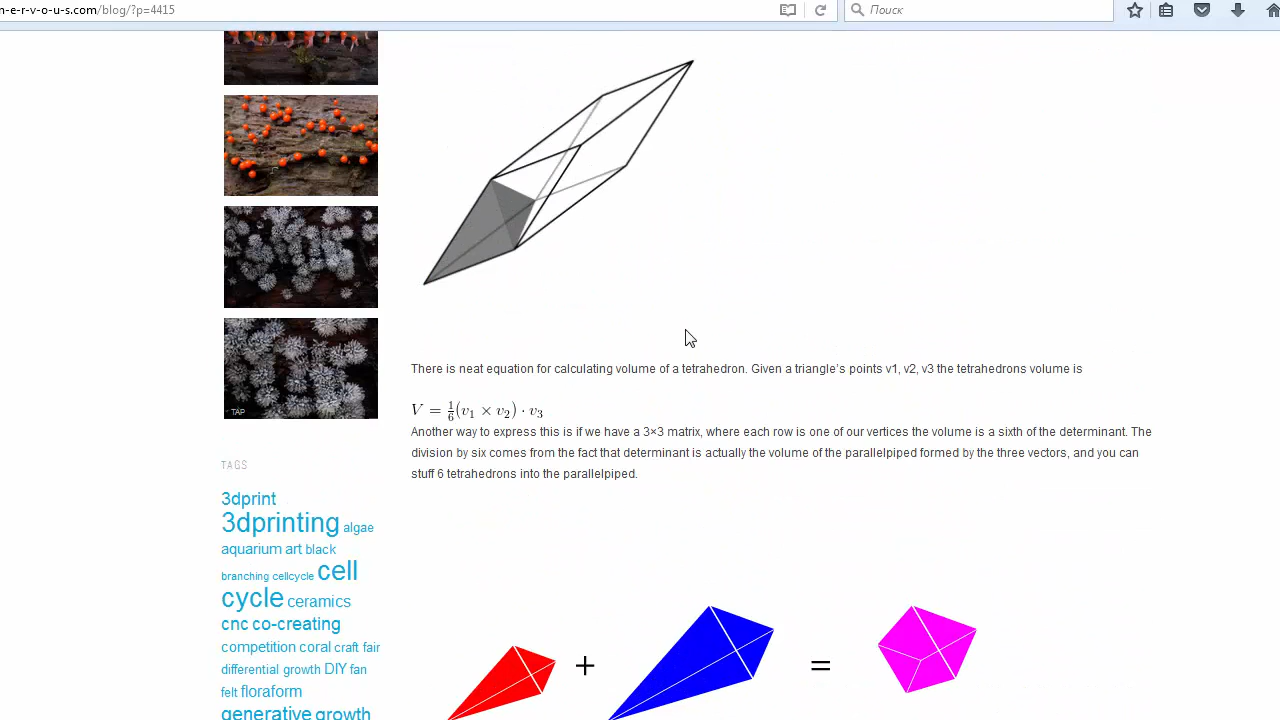 n-e-r-v-o-u-s.com/blog/?p=4415
Поиск
There is neat equation for calculating volume of a tetrahedron. Given a triangle's points v1, v2, v3 the tetrahedrons volume is
V = 1/6 (v₁ × v₂) · v₃
Another way to express this is if we have a 3×3 matrix, where each row is one of our vertices the volume is a sixth of the determinant. The
division by six comes from the fact that determinant is actually the volume of the parallelpiped formed by the three vectors, and you can
stuff 6 tetrahedrons into the parallelpiped.
TAP
TAGS
3dprint
3dprinting algae
aquarium art black
branching cellcycle cell
cycle ceramics
cnc co-creating
competition coral craft fair
differential growth DIY fan
felt floraform
generative growth
+ =